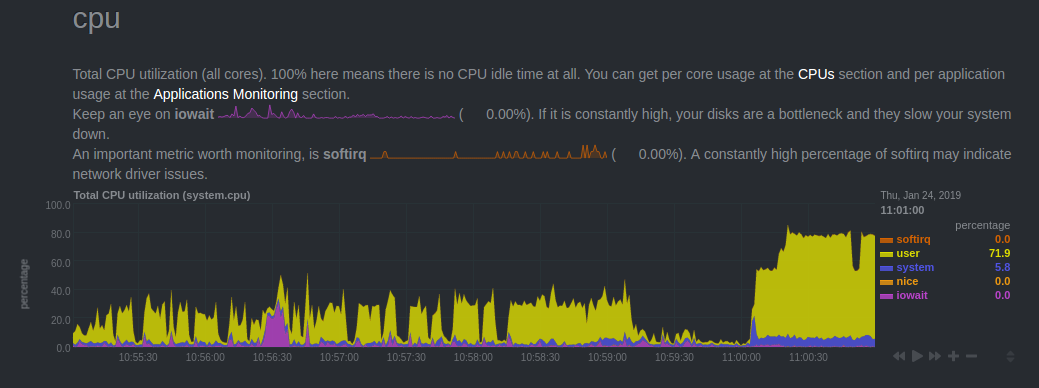 cpu
Total CPU utilization (all cores). 100% here means there is no CPU idle time at all. You can get per core usage at the CPUs section and per application
usage at the Applications Monitoring section.
Keep an eye on iowait ( 0.00%). If it is constantly high, your disks are a bottleneck and they slow your system
down.
An important metric worth monitoring, is softirq ( 0.00%). A constantly high percentage of softirq may indicate
network driver issues.
Total CPU utilization (system.cpu)
Thu, Jan 24, 2019
11:01:00
percentage
softirq 0.0
user 71.9
system 5.8
nice 0.0
iowait 0.0
percentage
100.0
80.0
60.0
40.0
20.0
0.0
10:55:30 10:56:00 10:56:30 10:57:00 10:57:30 10:58:00 10:58:30 10:59:00 10:59:30 11:00:00 11:00:30